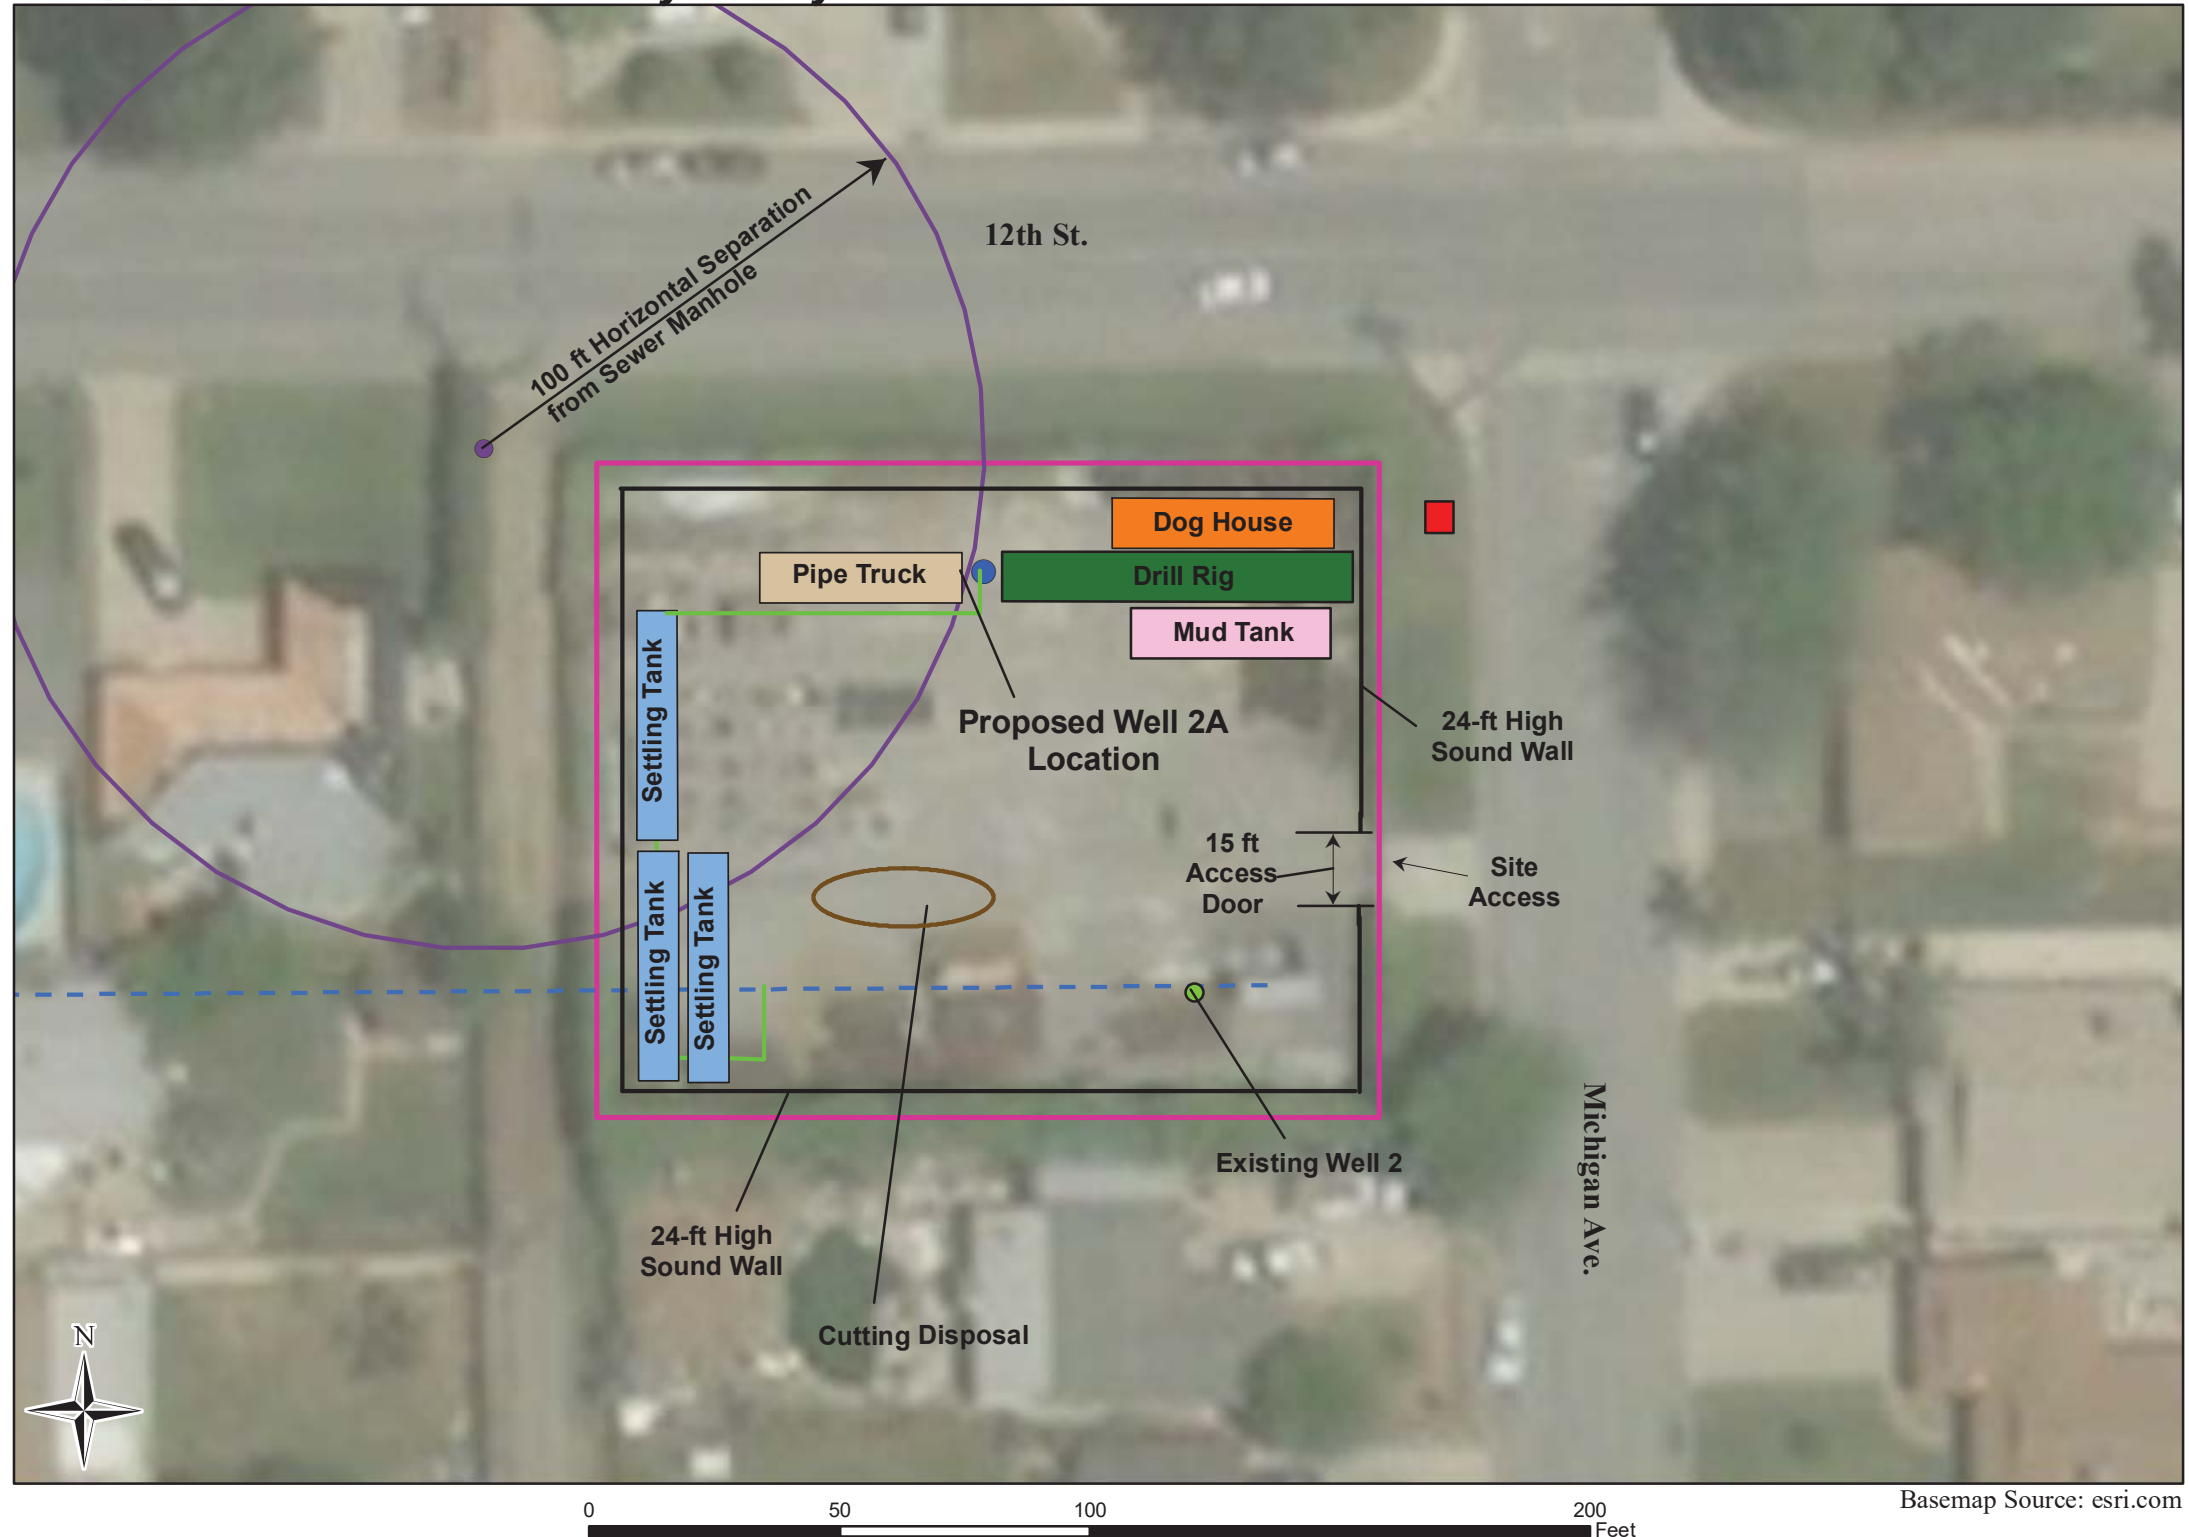 12th St.
100 ft Horizontal Separation
from Sewer Manhole
Dog House
Pipe Truck
Drill Rig
Mud Tank
Settling Tank
Proposed Well 2A
Location
24-ft High
Sound Wall
15 ft
Access
Door
Site
Access
Settling Tank
Settling Tank
Michigan Ave.
Existing Well 2
24-ft High
Sound Wall
Cutting Disposal
N
Basemap Source: esri.com
0 50 100 200
Feet